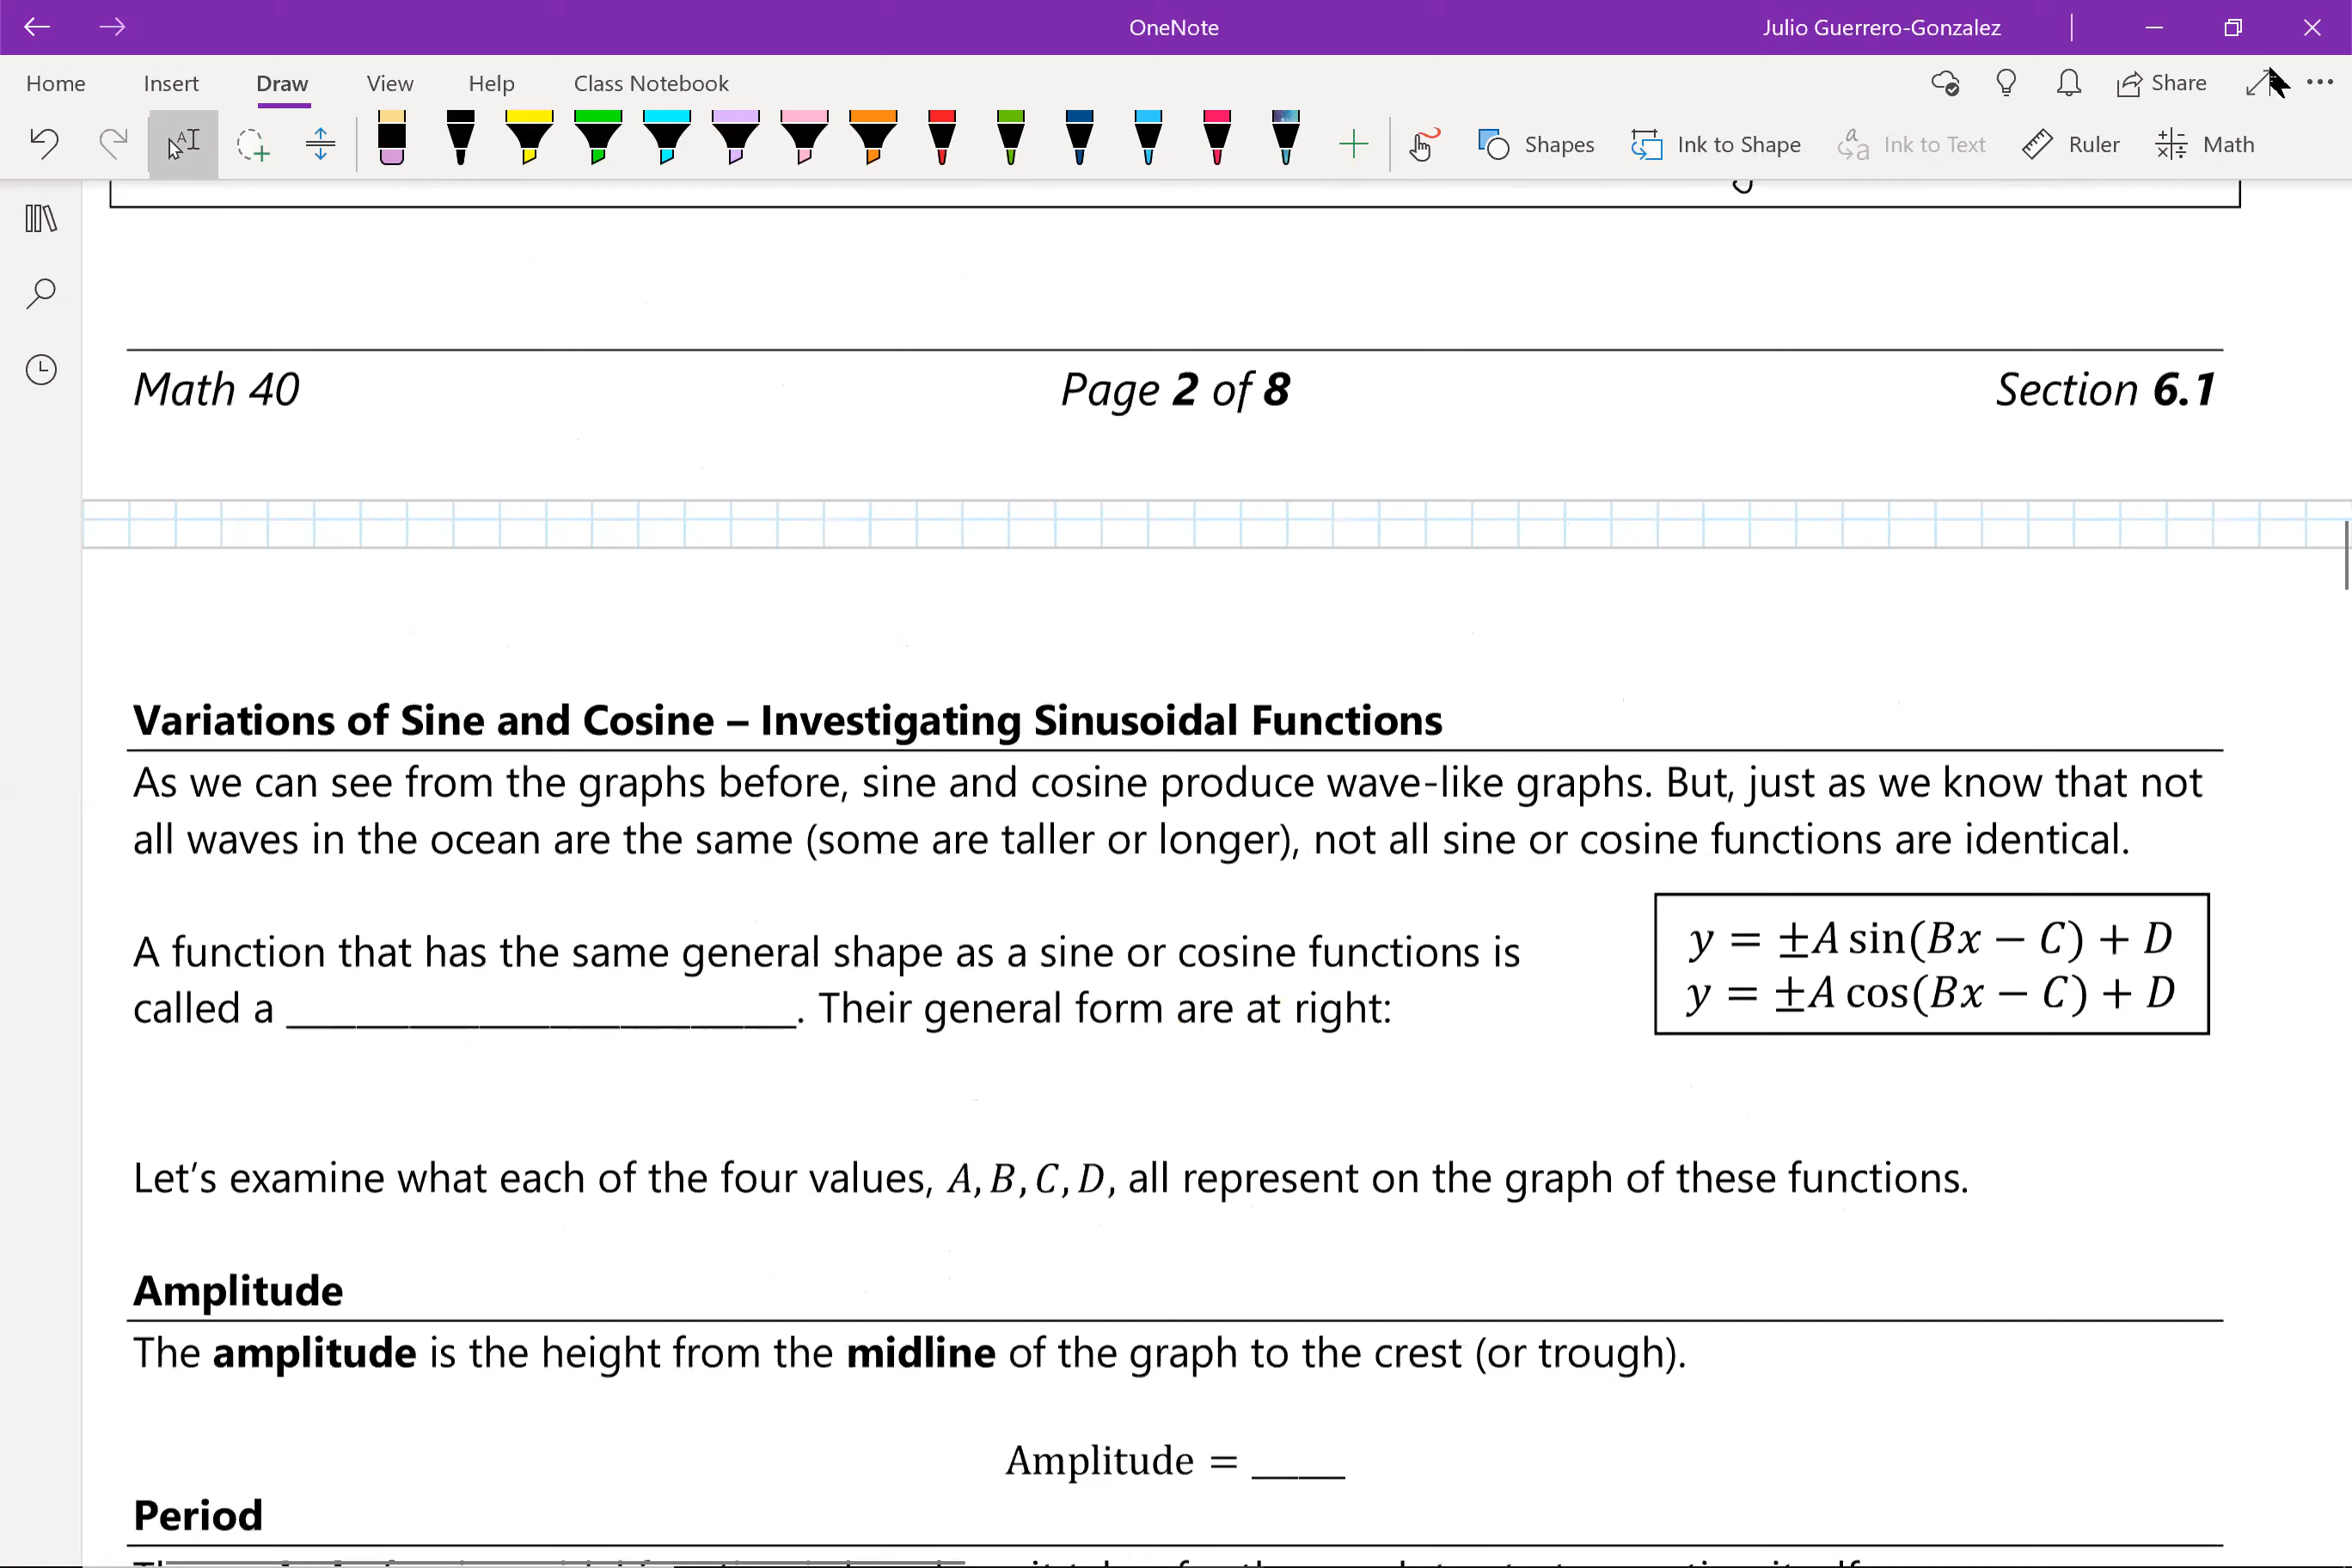 OneNote
Julio Guerrero-Gonzalez
Home Insert Draw View Help Class Notebook
Share
Shapes Ink to Shape Ink to Text Ruler Math
Math 40 Page 2 of 8 Section 6.1
Variations of Sine and Cosine – Investigating Sinusoidal Functions
As we can see from the graphs before, sine and cosine produce wave-like graphs. But, just as we know that not
all waves in the ocean are the same (some are taller or longer), not all sine or cosine functions are identical.
A function that has the same general shape as a sine or cosine functions is
called a ______________________. Their general form are at right:
y = ±A sin(Bx − C) + D
y = ±A cos(Bx − C) + D
Let's examine what each of the four values, A, B, C, D, all represent on the graph of these functions.
Amplitude
The amplitude is the height from the midline of the graph to the crest (or trough).
Amplitude = ____
Period